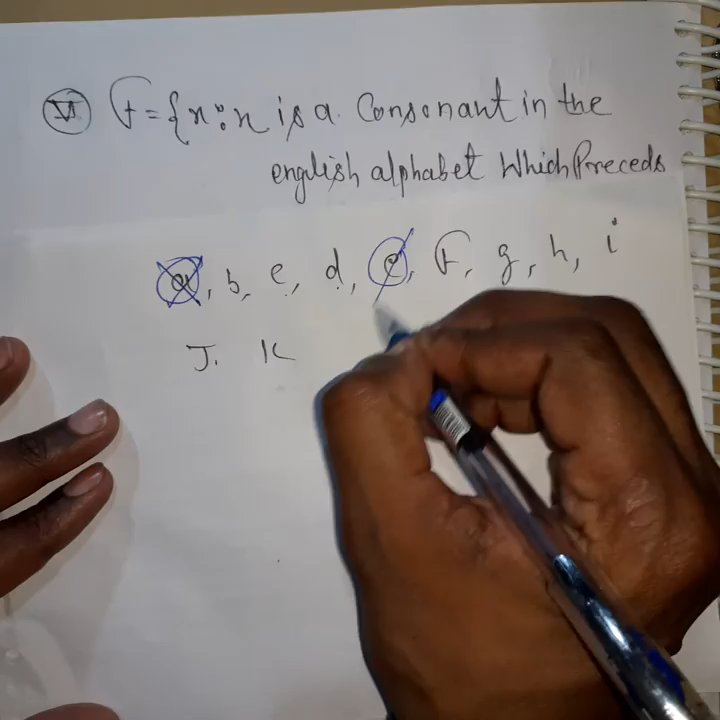 VI F = {x : x is a consonant in the
english alphabet Which Preceds
a, b, c, d, e, F, g, h, i
J. K